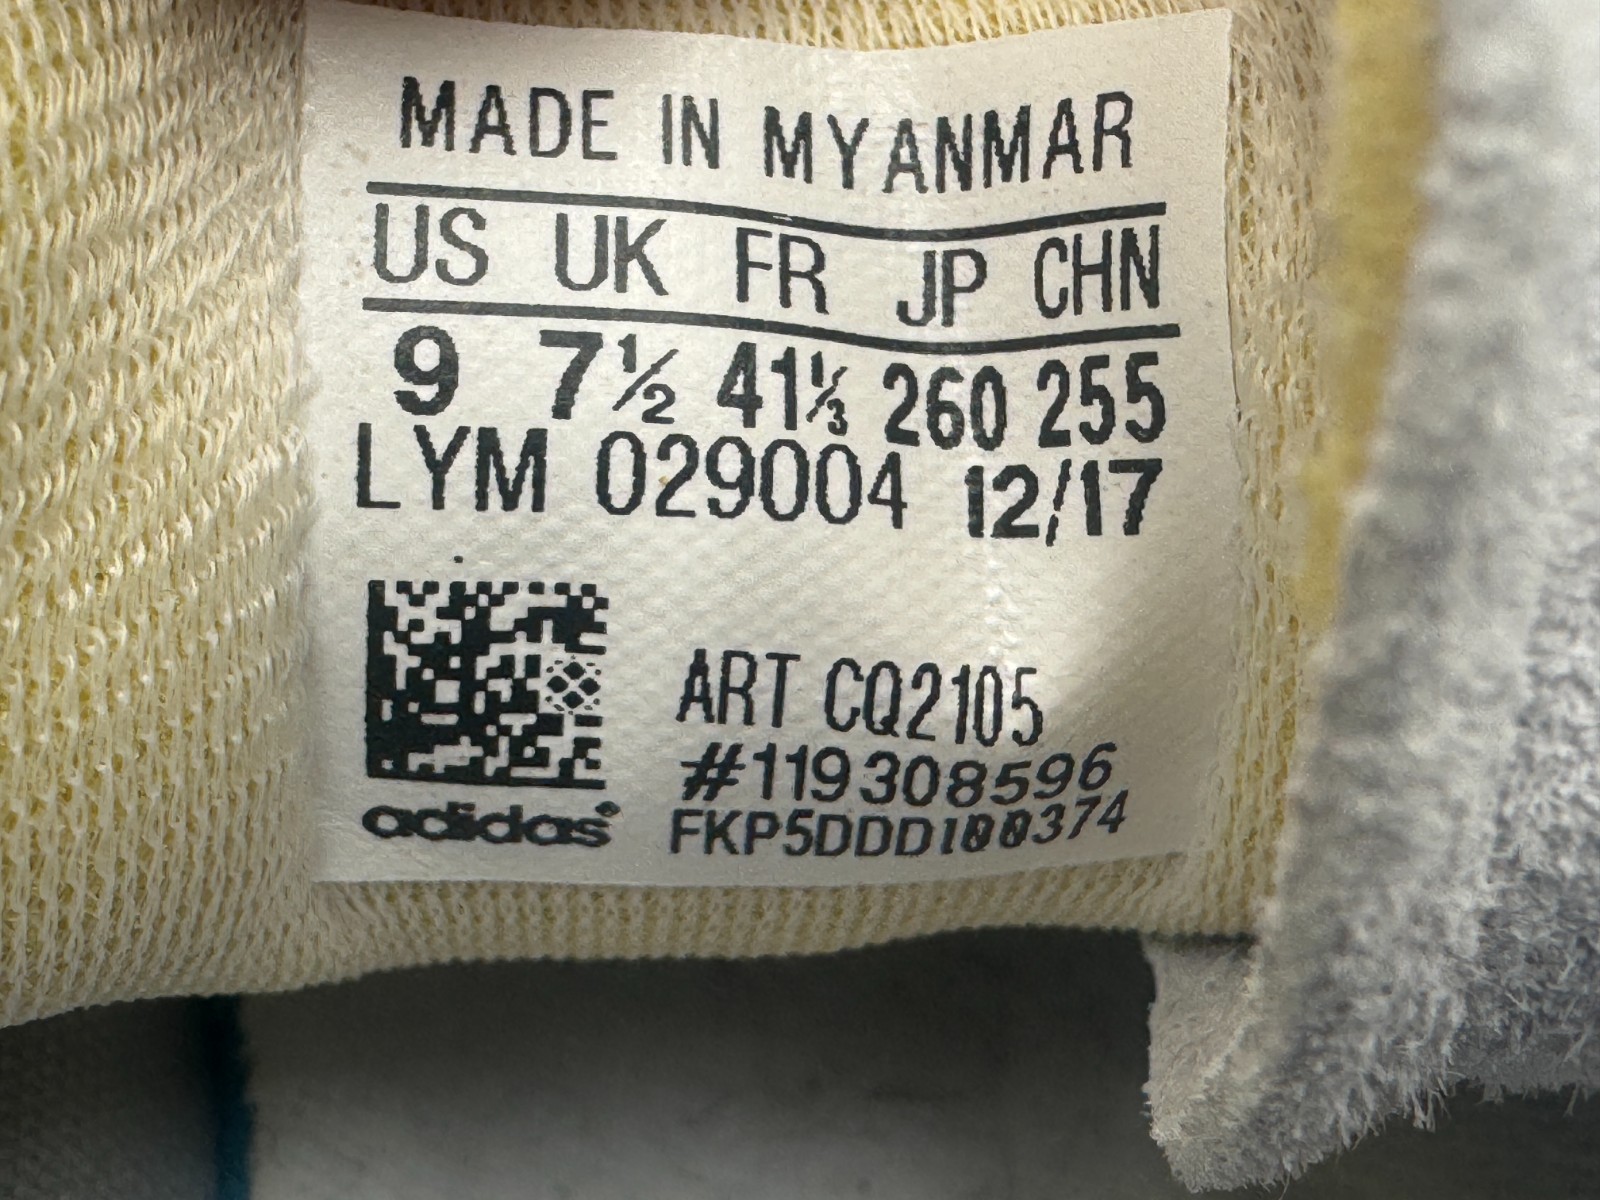 MADE IN MYANMAR
US UK FR JP CHN
9 7½ 41⅓ 260 255
LYM 029004 12/17
ART CQ2105
#119308596
adidas® FKP5DDD100374